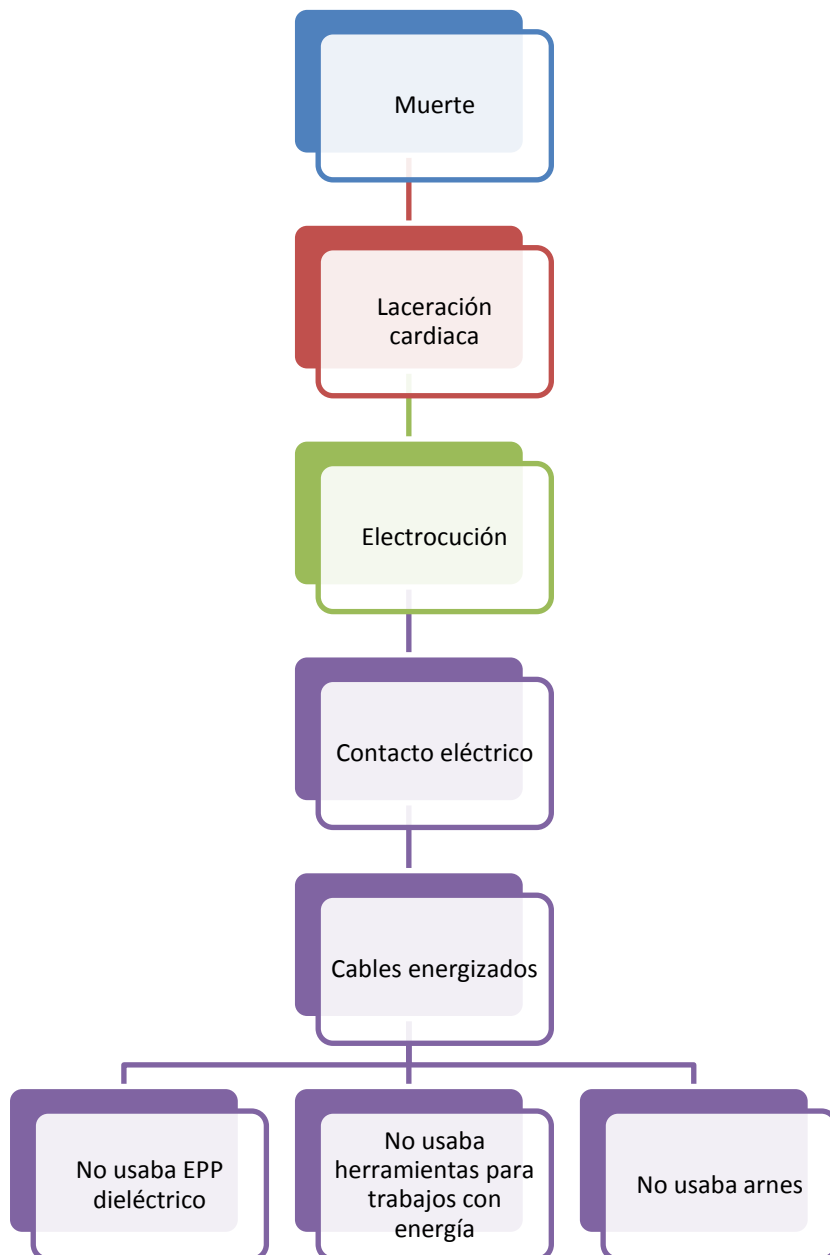 Muerte
Laceración
cardiaca
Electrocución
Contacto eléctrico
Cables energizados
No usaba EPP
dieléctrico
No usaba
herramientas para
trabajos con
energía
No usaba arnes